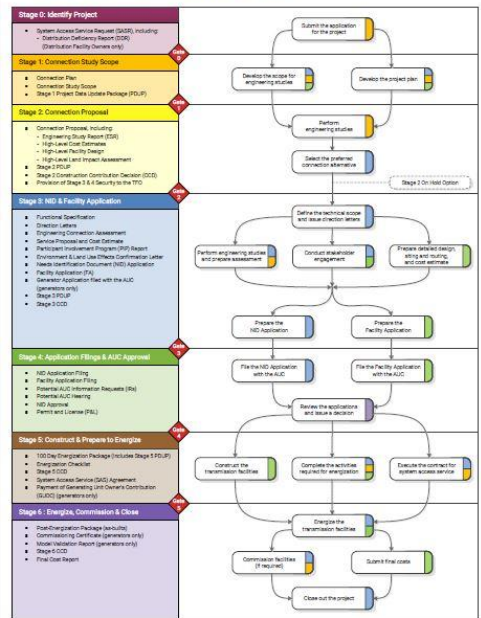 Stage 0: Identify Project
System Access Service Request (SASR), including:
- Distribution Deficiency Report (DDR)
(Distribution Facility Owners only)
Gate
0
Stage 1: Connection Study Scope
Connection Plan
Connection Study Scope
Stage 1 Project Data Update Package (PDUP)
Gate
1
Stage 2: Connection Proposal
Connection Proposal, including:
- Engineering Study Report (ESR)
- High-Level Cost Estimates
- High-Level Facility Design
- High-Level Land Impact Assessment
Stage 2 PDUP
Stage 2 Construction Contribution Decision (CCD)
Provision of Stage 3 & 4 Security to the TFO
Gate
2
Stage 3: NID & Facility Application
Functional Specification
Direction Letters
Engineering Connection Assessment
Service Proposal and Cost Estimate
Participant Involvement Program (PIP) Report
Environment & Land Use Effects Confirmation Letter
Needs Identification Document (NID) Application
Facility Application (FA)
Generator Application filed with the AUC
(generators only)
Stage 3 PDUP
Stage 3 CCD
Gate
3
Stage 4: Application Filings & AUC Approval
NID Application Filing
Facility Application Filing
Potential AUC Information Requests (IRs)
Potential AUC Hearing
NID Approval
Permit and License (P&L)
Gate
4
Stage 5: Construct & Prepare to Energize
100 Day Energization Package (includes Stage 5 PDUP)
Energization Checklist
Stage 5 CCD
System Access Service (SAS) Agreement
Payment of Generating Unit Owner's Contribution
(GUOC) (generators only)
Gate
5
Stage 6 : Energize, Commission & Close
Post-Energization Package (as-builts)
Commissioning Certificate (generators only)
Model Validation Report (generators only)
Stage 6 CCD
Final Cost Report
Submit the application
for the project
Develop the scope for
engineering studies
Develop the project plan
Perform
engineering studies
Select the preferred
connection alternative
Stage 2 On Hold Option
Define the technical scope
and issue direction letters
Perform engineering studies
and prepare assessment
Conduct stakeholder
engagement
Prepare detailed design,
siting and routing,
and cost estimate
Prepare the
NID Application
Prepare the
Facility Application
File the NID Application
with the AUC
File the Facility Application
with the AUC
Review the applications
and issue a decision
Construct the
transmission facilities
Complete the activities
required for energization
Execute the contract for
system access service
Energize the
transmission facilities
Commission facilities
(if required)
Submit final costs
Close out the project